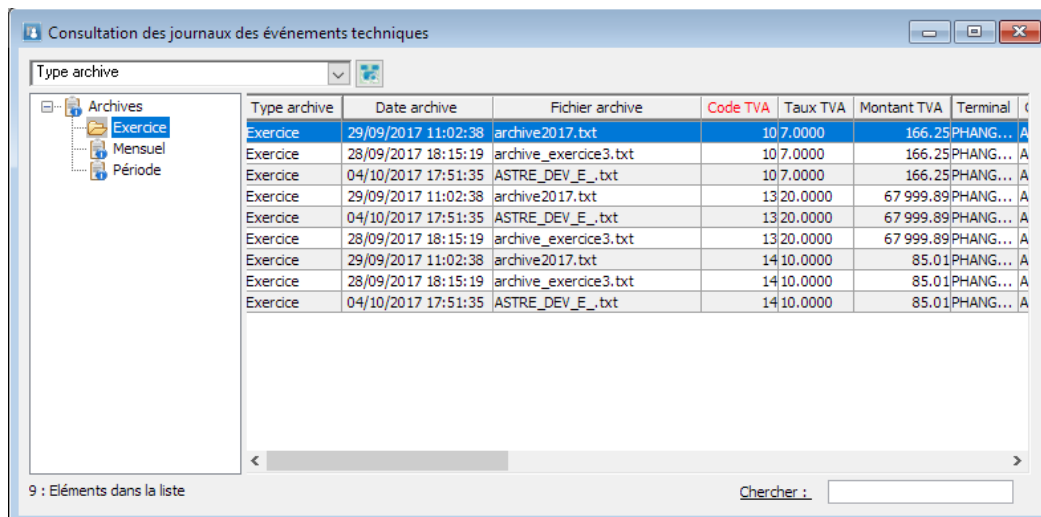 Consultation des journaux des événements techniques
Type archive
Archives
Exercice
Mensuel
Période
Type archive Date archive Fichier archive Code TVA Taux TVA Montant TVA Terminal
Exercice 29/09/2017 11:02:38 archive2017.txt 10 7.0000 166.25 PHANG... A
Exercice 28/09/2017 18:15:19 archive_exercice3.txt 10 7.0000 166.25 PHANG... A
Exercice 04/10/2017 17:51:35 ASTRE_DEV_E_.txt 10 7.0000 166.25 PHANG... A
Exercice 29/09/2017 11:02:38 archive2017.txt 13 20.0000 67 999.89 PHANG... A
Exercice 04/10/2017 17:51:35 ASTRE_DEV_E_.txt 13 20.0000 67 999.89 PHANG... A
Exercice 28/09/2017 18:15:19 archive_exercice3.txt 13 20.0000 67 999.89 PHANG... A
Exercice 29/09/2017 11:02:38 archive2017.txt 14 10.0000 85.01 PHANG... A
Exercice 28/09/2017 18:15:19 archive_exercice3.txt 14 10.0000 85.01 PHANG... A
Exercice 04/10/2017 17:51:35 ASTRE_DEV_E_.txt 14 10.0000 85.01 PHANG... A
9 : Eléments dans la liste
Chercher :